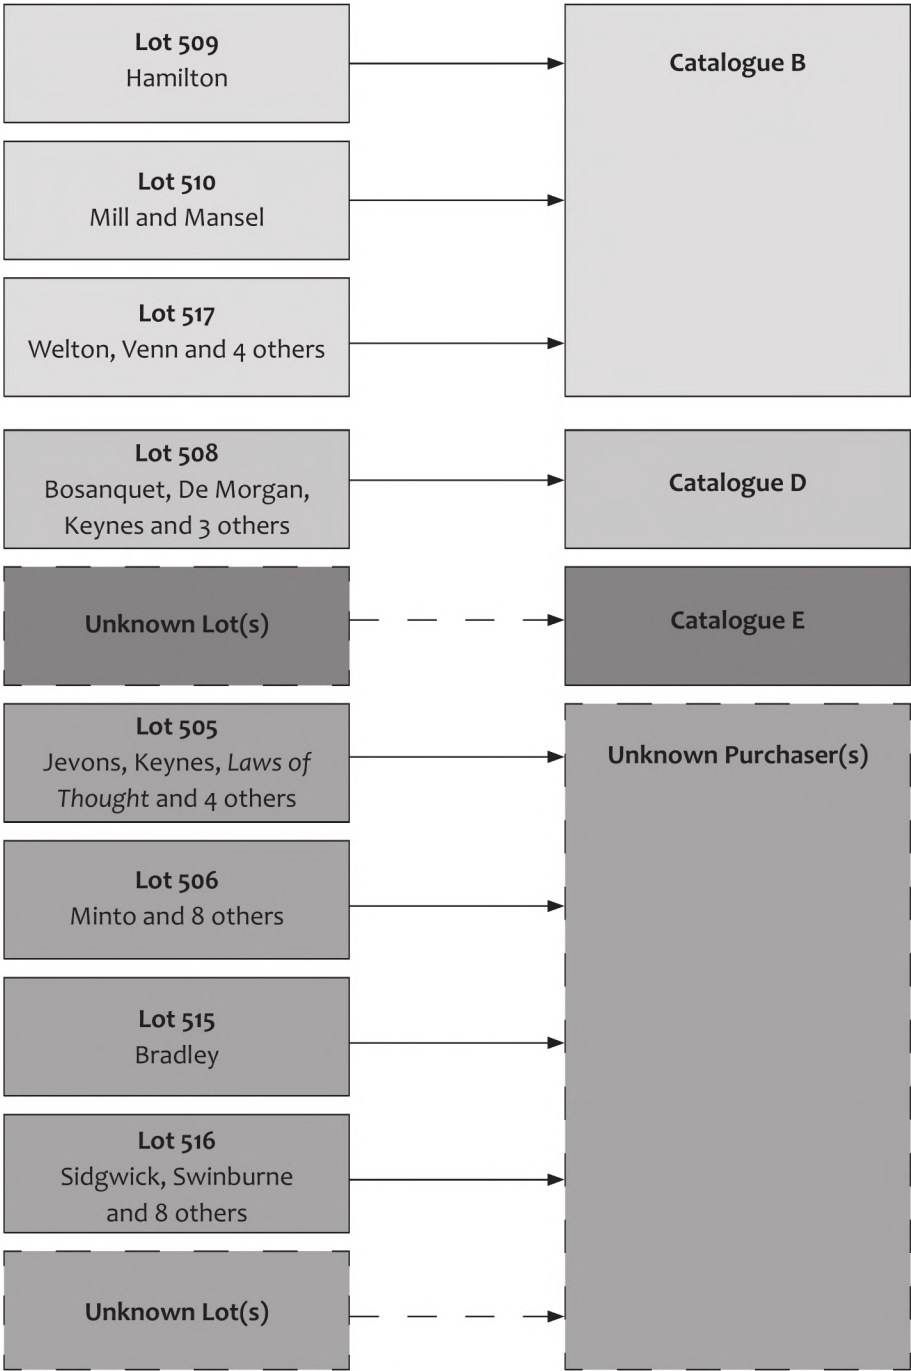 Lot 509
Hamilton
Catalogue B
Lot 510
Mill and Mansel
Lot 517
Welton, Venn and 4 others
Lot 508
Bosanquet, De Morgan,
Keynes and 3 others
Catalogue D
Unknown Lot(s)
Catalogue E
Lot 505
Jevons, Keynes, Laws of
Thought and 4 others
Unknown Purchaser(s)
Lot 506
Minto and 8 others
Lot 515
Bradley
Lot 516
Sidgwick, Swinburne
and 8 others
Unknown Lot(s)